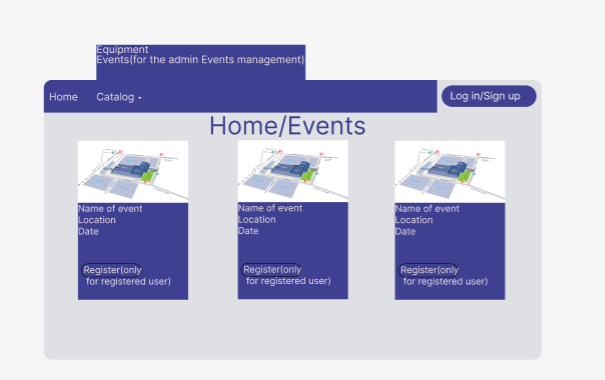 Equipment
Events(for the admin Events management)
Home
Catalog
Log in/Sign up
Home/Events
Name of event
Location
Date
Register(only
for registered user)
Name of event
Location
Date
Register(only
for registered user)
Name of event
Location
Date
Register(only
for registered user)